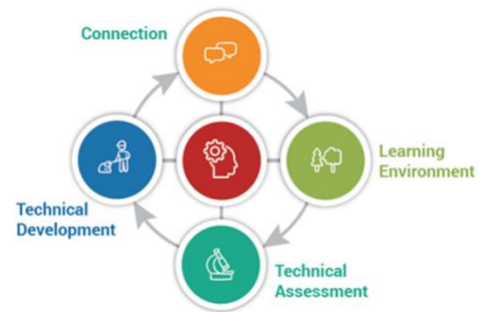 Connection
Learning
Environment
Technical
Development
Technical
Assessment